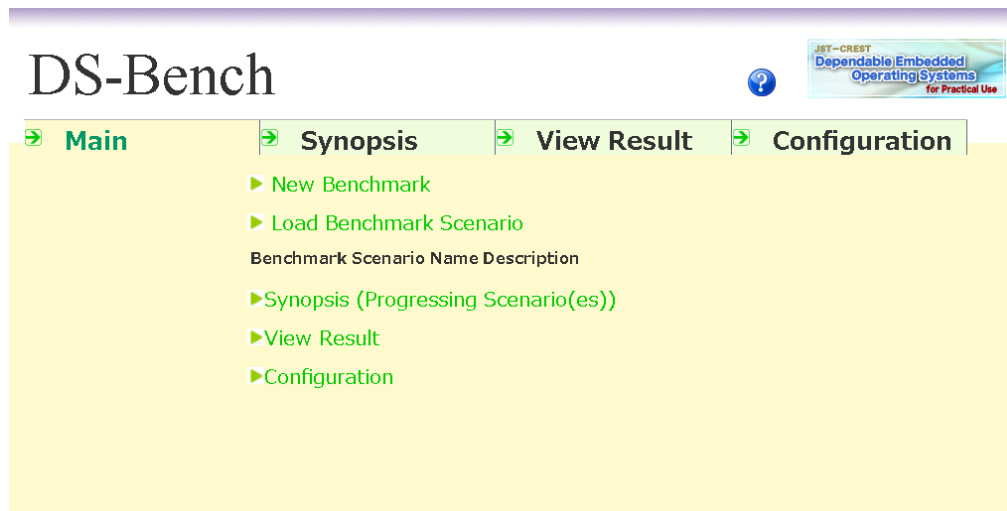 DS-Bench
?
JST-CREST
Dependable Embedded
Operating Systems
for Practical Use
Main Synopsis View Result Configuration
New Benchmark
Load Benchmark Scenario
Benchmark Scenario Name Description
Synopsis (Progressing Scenario(es))
View Result
Configuration